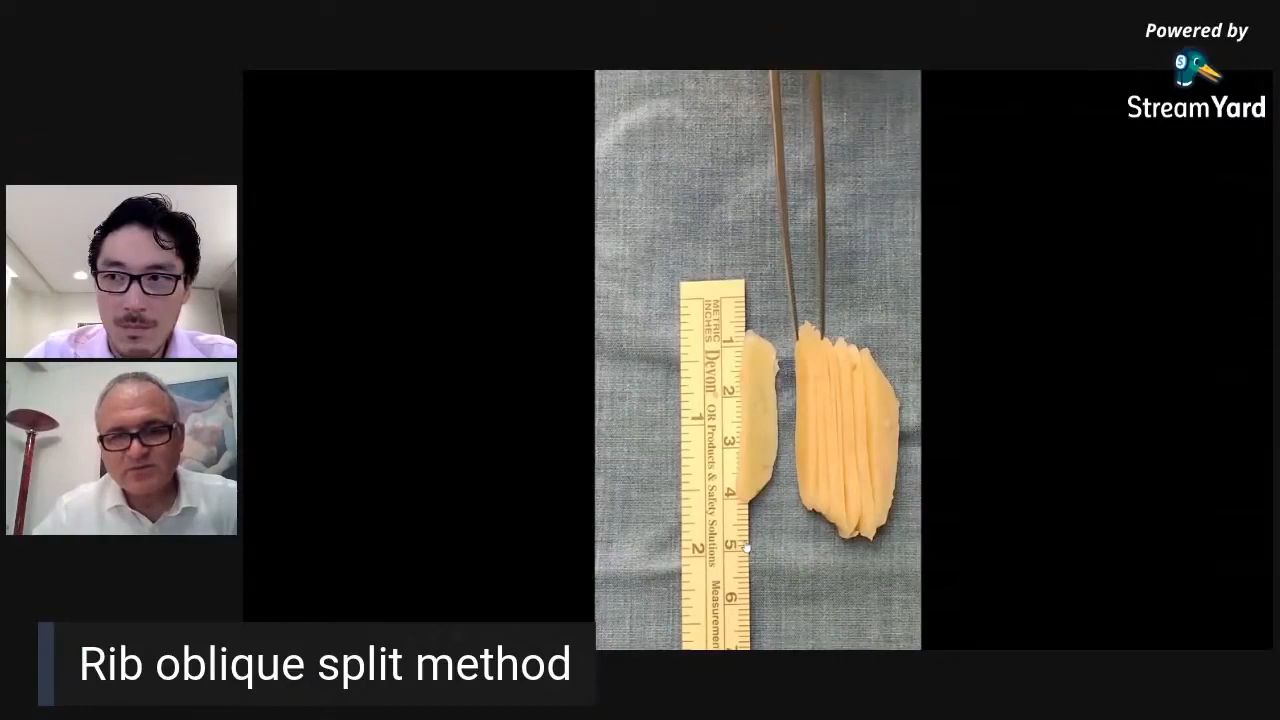 Powered by
StreamYard
METRIC
INCHES
Devon® OR Products & Safety Solutions
Measuremen
1
2
3
4
5
6
1
2
Rib oblique split method